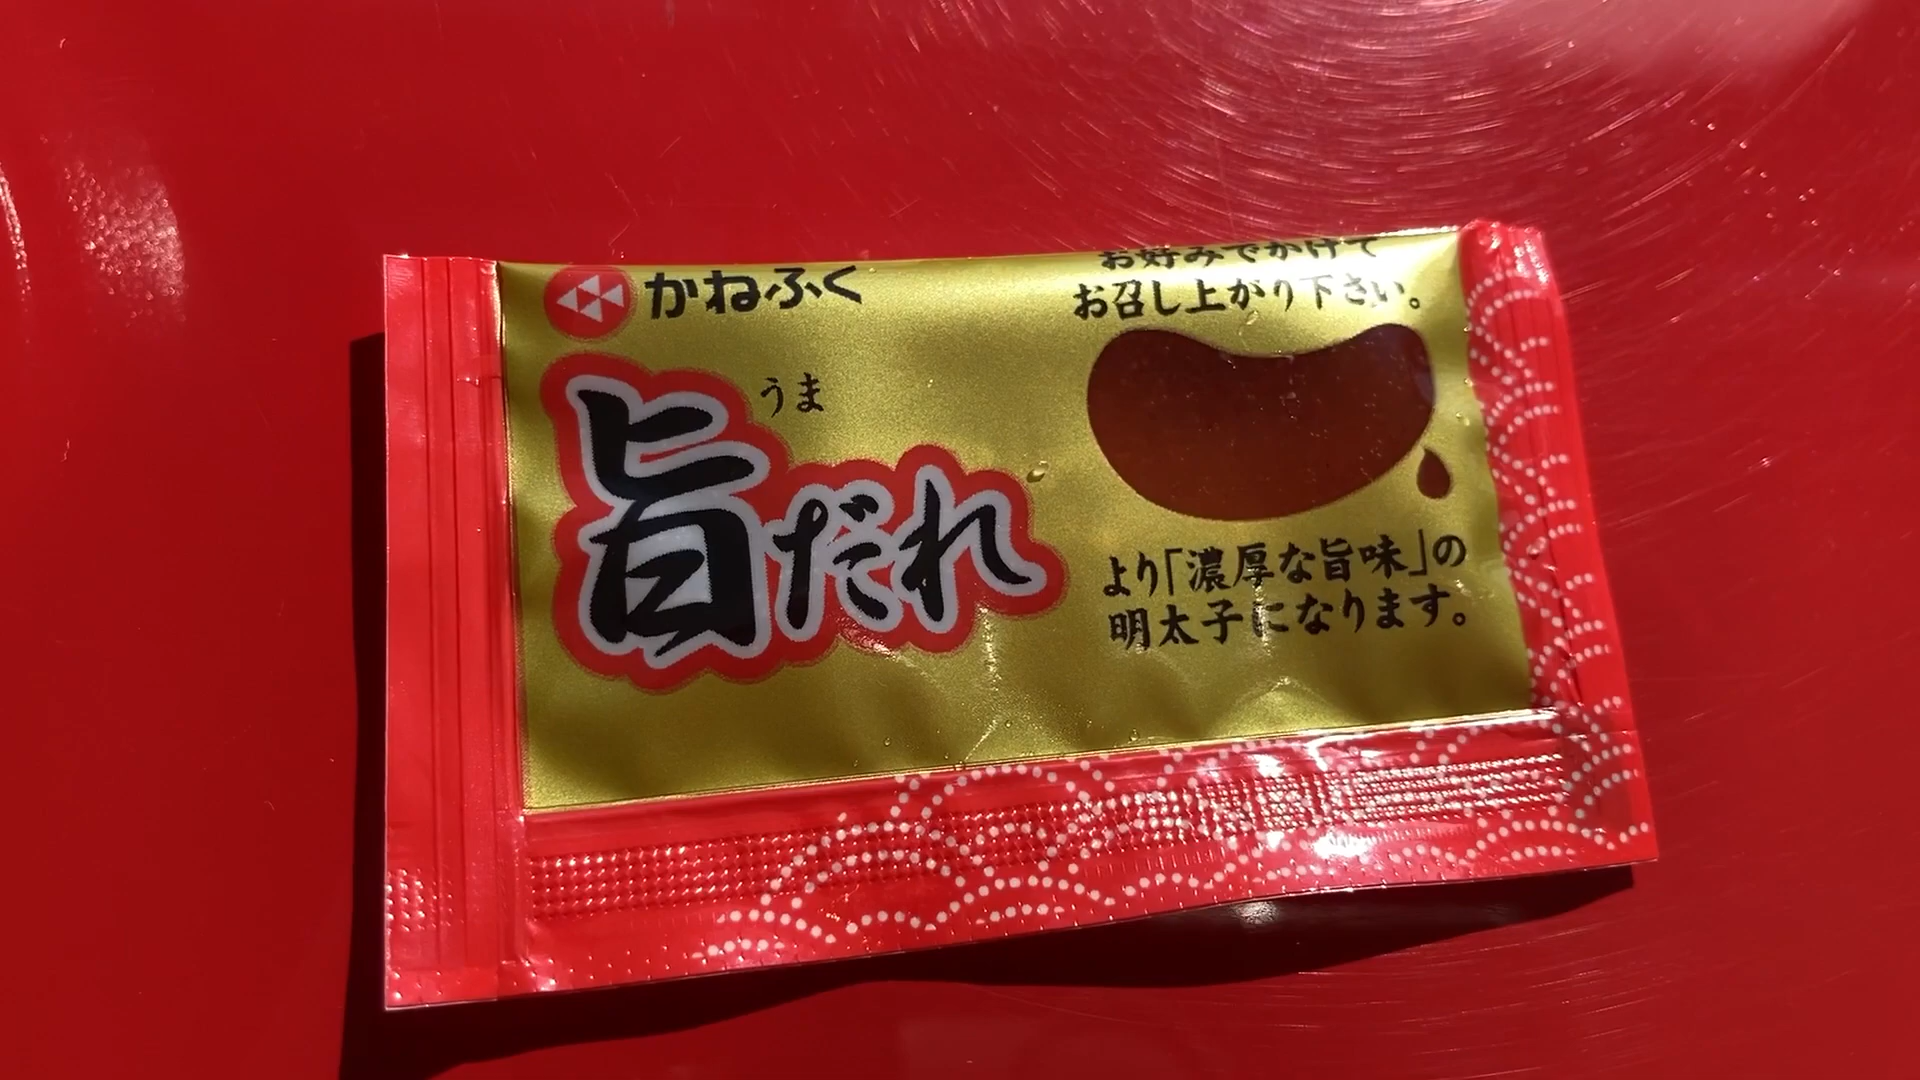 かねふく
うま
旨だれ
お好みでかけて
お召し上がり下さい。
より「濃厚な旨味」の
明太子になります。